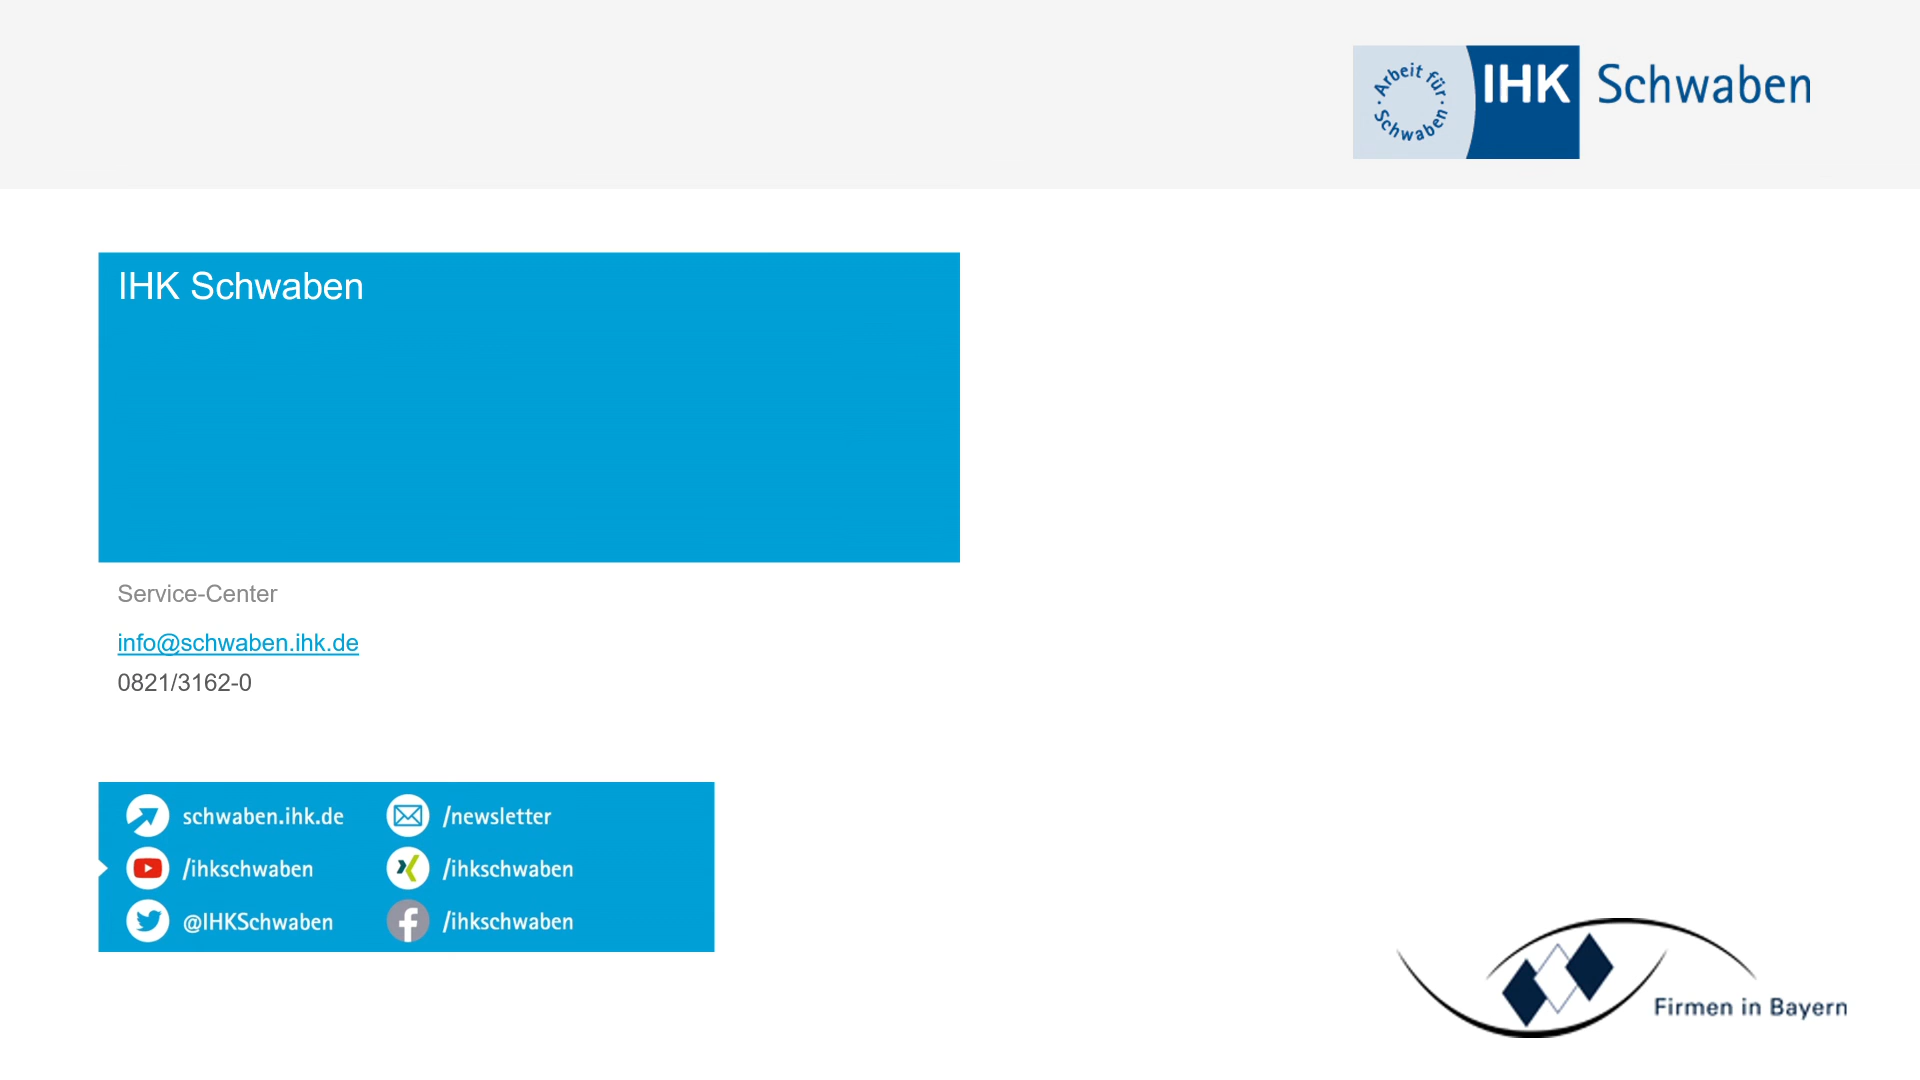 · Arbeit für ·
Schwaben
IHK Schwaben
IHK Schwaben
Service-Center
info@schwaben.ihk.de
0821/3162-0
schwaben.ihk.de
/newsletter
/ihkschwaben
/ihkschwaben
@IHKSchwaben
/ihkschwaben
Firmen in Bayern